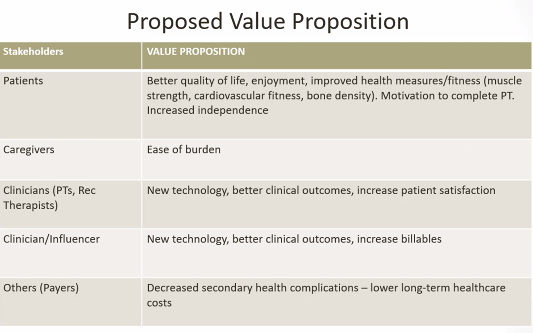 Proposed Value Proposition
Stakeholders
VALUE PROPOSITION
Patients
Better quality of life, enjoyment, improved health measures/fitness (muscle
strength, cardiovascular fitness, bone density). Motivation to complete PT.
Increased independence
Caregivers
Ease of burden
Clinicians (PTs, Rec
Therapists)
New technology, better clinical outcomes, increase patient satisfaction
Clinician/Influencer
New technology, better clinical outcomes, increase billables
Others (Payers)
Decreased secondary health complications – lower long-term healthcare
costs